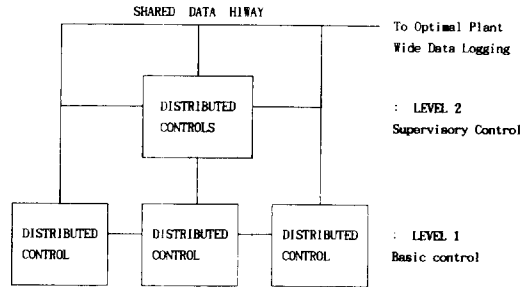 SHARED DATA HIWAY
To Optimal Plant
Wide Data Logging
DISTRIBUTED
CONTROLS
: LEVEL 2
Supervisory Control
DISTRIBUTED
CONTROL
DISTRIBUTED
CONTROL
DISTRIBUTED
CONTROL
: LEVEL 1
Basic control